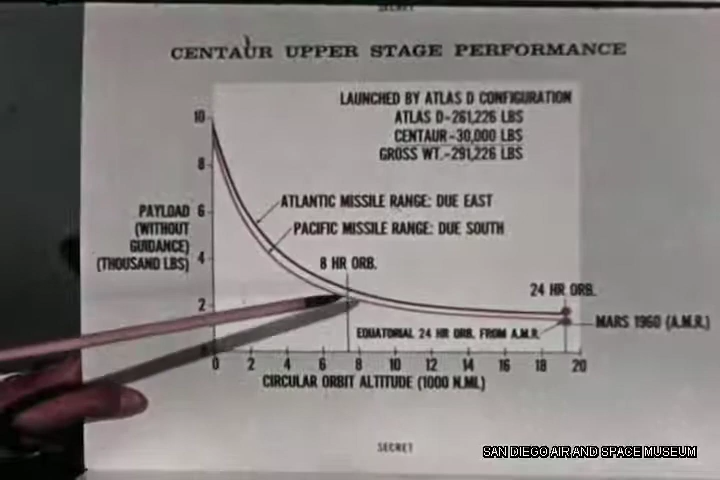 SECRET
CENTAUR UPPER STAGE PERFORMANCE
LAUNCHED BY ATLAS D CONFIGURATION
ATLAS D-261,226 LBS
CENTAUR-30,000 LBS
GROSS WT.-291,226 LBS
10
8
6
4
2
0
PAYLOAD
(WITHOUT
GUIDANCE)
(THOUSAND LBS)
ATLANTIC MISSILE RANGE: DUE EAST
PACIFIC MISSILE RANGE: DUE SOUTH
8 HR ORB.
24 HR ORB.
MARS 1960 (A.M.R.)
EQUATORIAL 24 HR ORB. FROM A.M.R.
0 2 4 6 8 10 12 14 16 18 20
CIRCULAR ORBIT ALTITUDE (1000 N.MI.)
SECRET
SAN DIEGO AIR AND SPACE MUSEUM